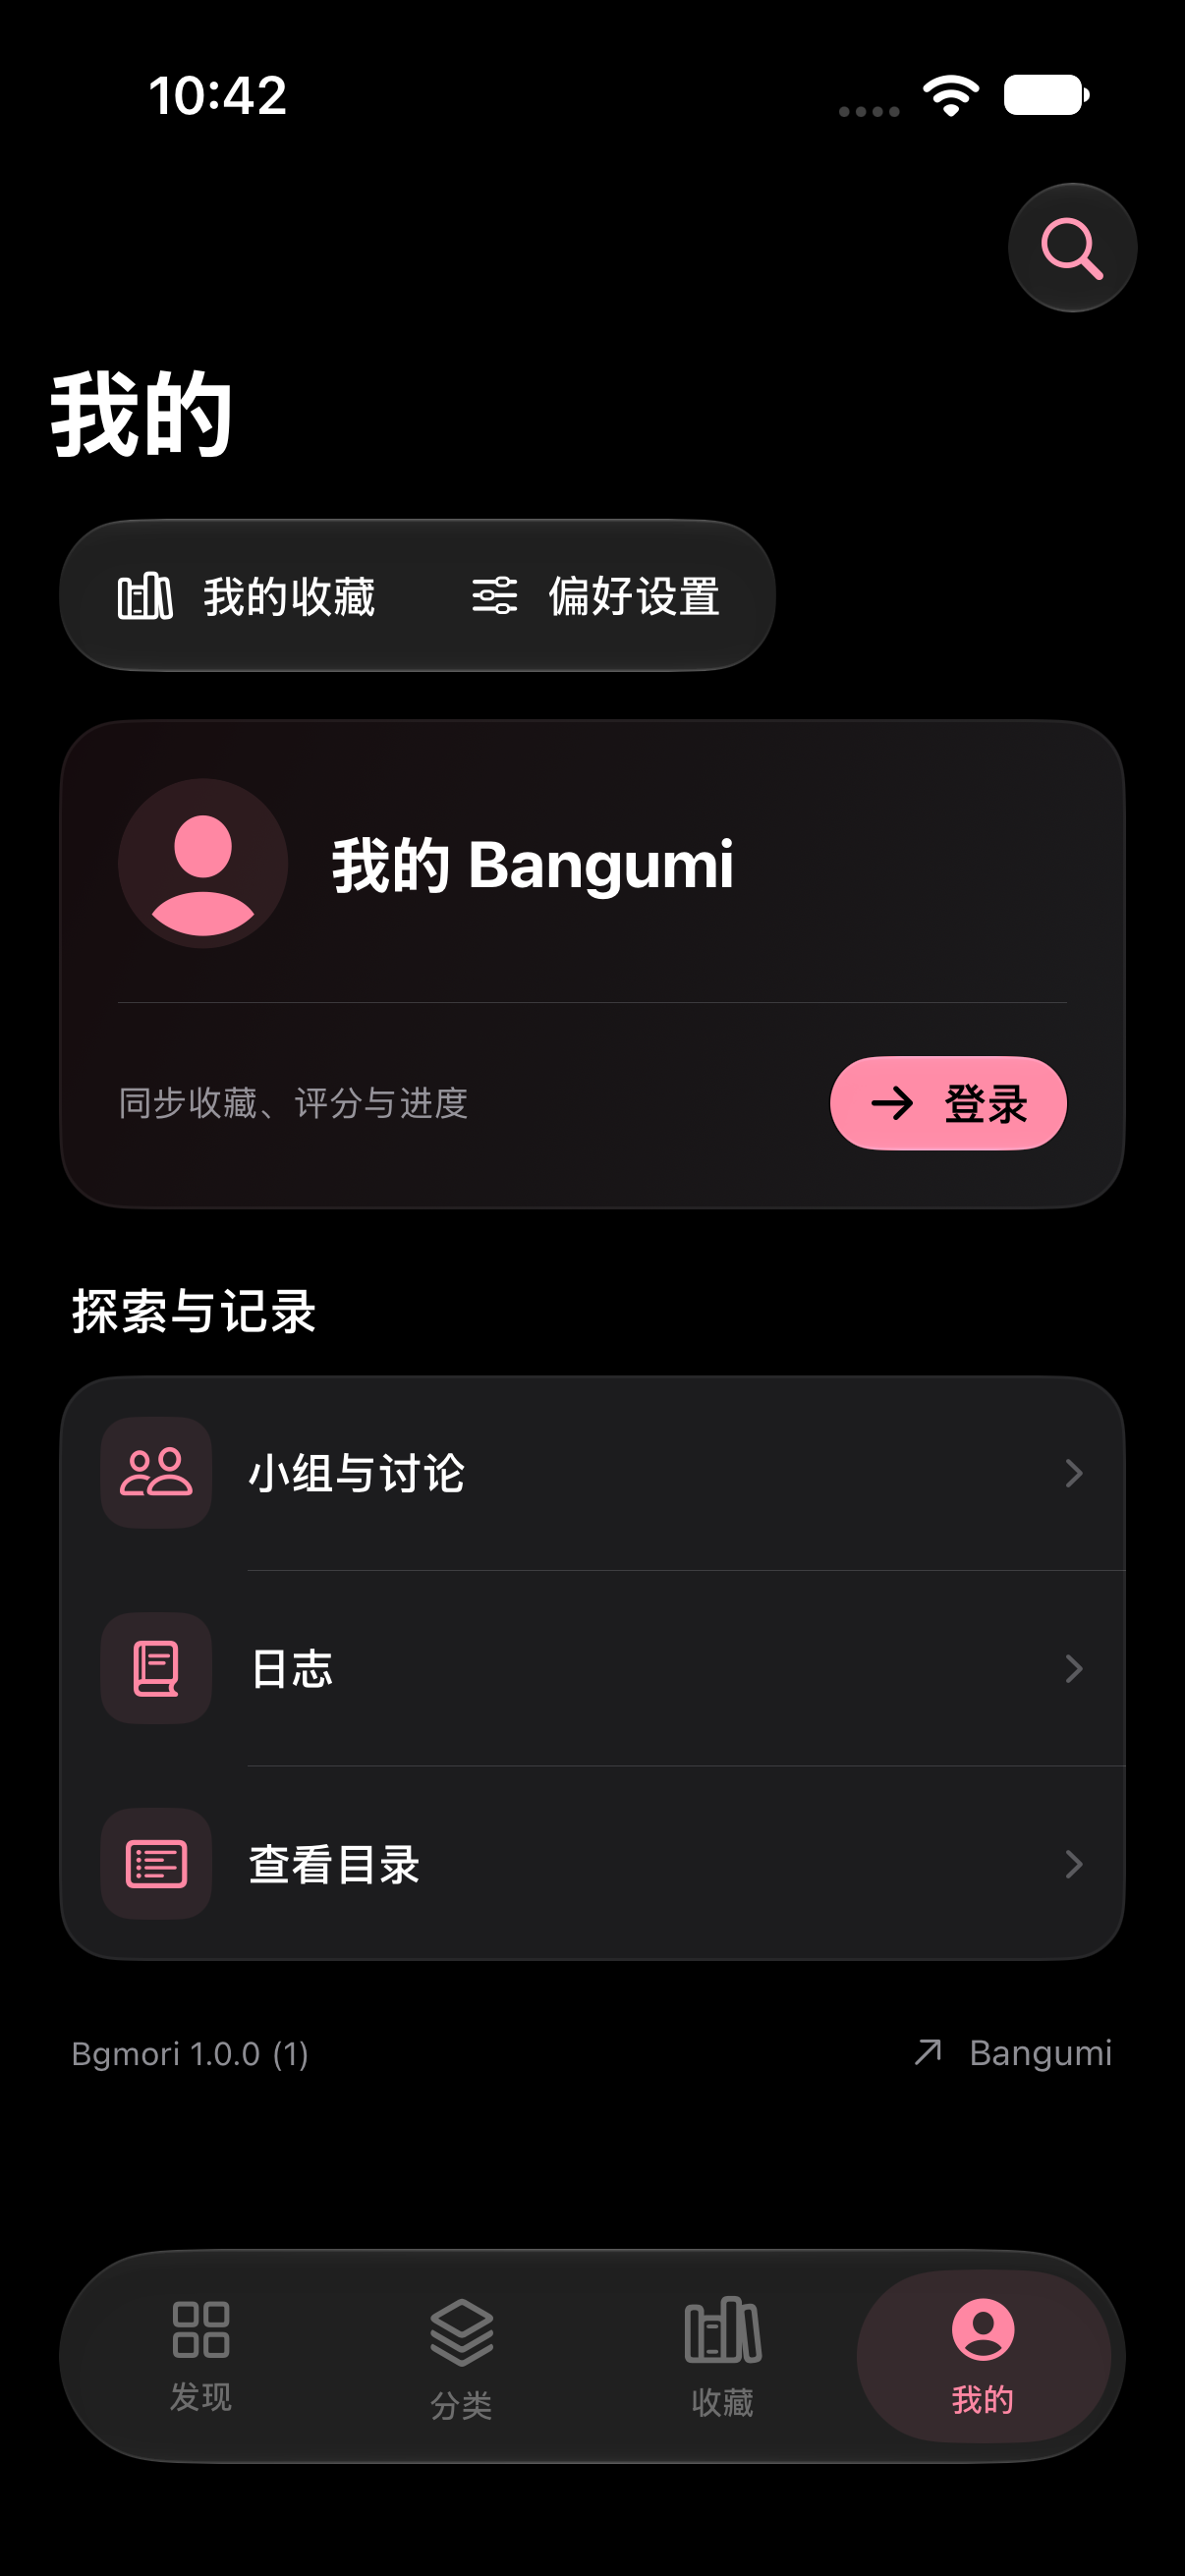 10:42
我的
我的收藏 偏好设置
我的 Bangumi
同步收藏、评分与进度 登录
探索与记录
小组与讨论
日志
查看目录
Bgmori 1.0.0 (1) Bangumi
发现 分类 收藏 我的